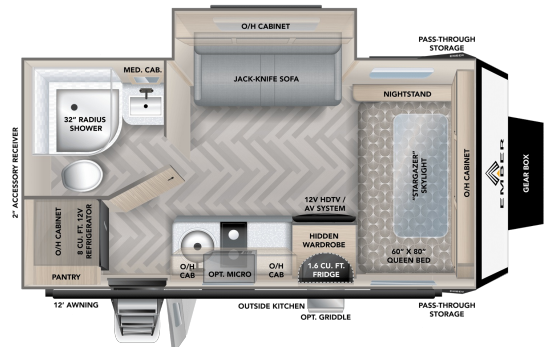 O/H CABINET
PASS-THROUGH
STORAGE
MED. CAB.
JACK-KNIFE SOFA
NIGHTSTAND
32" RADIUS
SHOWER
2" ACCESSORY RECEIVER
"STARGAZER"
SKYLIGHT
O/H CABINET
EMBER
GEAR BOX
12V HDTV /
AV SYSTEM
O/H CABINET
8 CU. FT. 12V
REFRIGERATOR
HIDDEN
WARDROBE
60" X 80"
QUEEN BED
O/H
CAB
OPT. MICRO
O/H
CAB
1.6 CU. FT.
FRIDGE
PANTRY
12' AWNING
OUTSIDE KITCHEN
OPT. GRIDDLE
PASS-THROUGH
STORAGE